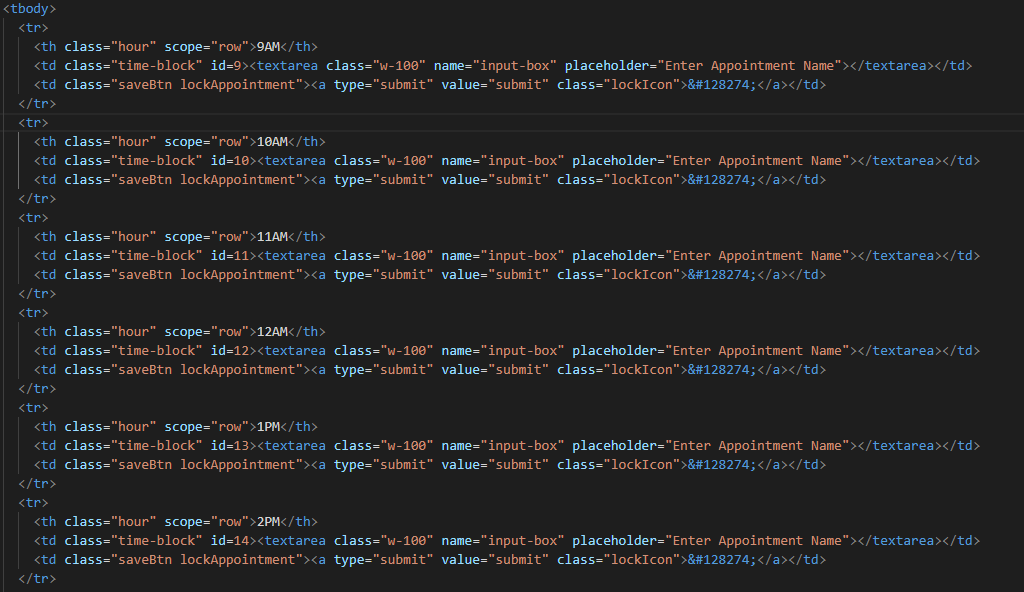 <tbody>
<tr>
<th class="hour" scope="row">9AM</th>
<td class="time-block" id=9><textarea class="w-100" name="input-box" placeholder="Enter Appointment Name"></textarea></td>
<td class="saveBtn lockAppointment"><a type="submit" value="submit" class="lockIcon">&#128274;</a></td>
</tr>
<tr>
<th class="hour" scope="row">10AM</th>
<td class="time-block" id=10><textarea class="w-100" name="input-box" placeholder="Enter Appointment Name"></textarea></td>
<td class="saveBtn lockAppointment"><a type="submit" value="submit" class="lockIcon">&#128274;</a></td>
</tr>
<tr>
<th class="hour" scope="row">11AM</th>
<td class="time-block" id=11><textarea class="w-100" name="input-box" placeholder="Enter Appointment Name"></textarea></td>
<td class="saveBtn lockAppointment"><a type="submit" value="submit" class="lockIcon">&#128274;</a></td>
</tr>
<tr>
<th class="hour" scope="row">12AM</th>
<td class="time-block" id=12><textarea class="w-100" name="input-box" placeholder="Enter Appointment Name"></textarea></td>
<td class="saveBtn lockAppointment"><a type="submit" value="submit" class="lockIcon">&#128274;</a></td>
</tr>
<tr>
<th class="hour" scope="row">1PM</th>
<td class="time-block" id=13><textarea class="w-100" name="input-box" placeholder="Enter Appointment Name"></textarea></td>
<td class="saveBtn lockAppointment"><a type="submit" value="submit" class="lockIcon">&#128274;</a></td>
</tr>
<tr>
<th class="hour" scope="row">2PM</th>
<td class="time-block" id=14><textarea class="w-100" name="input-box" placeholder="Enter Appointment Name"></textarea></td>
<td class="saveBtn lockAppointment"><a type="submit" value="submit" class="lockIcon">&#128274;</a></td>
</tr>